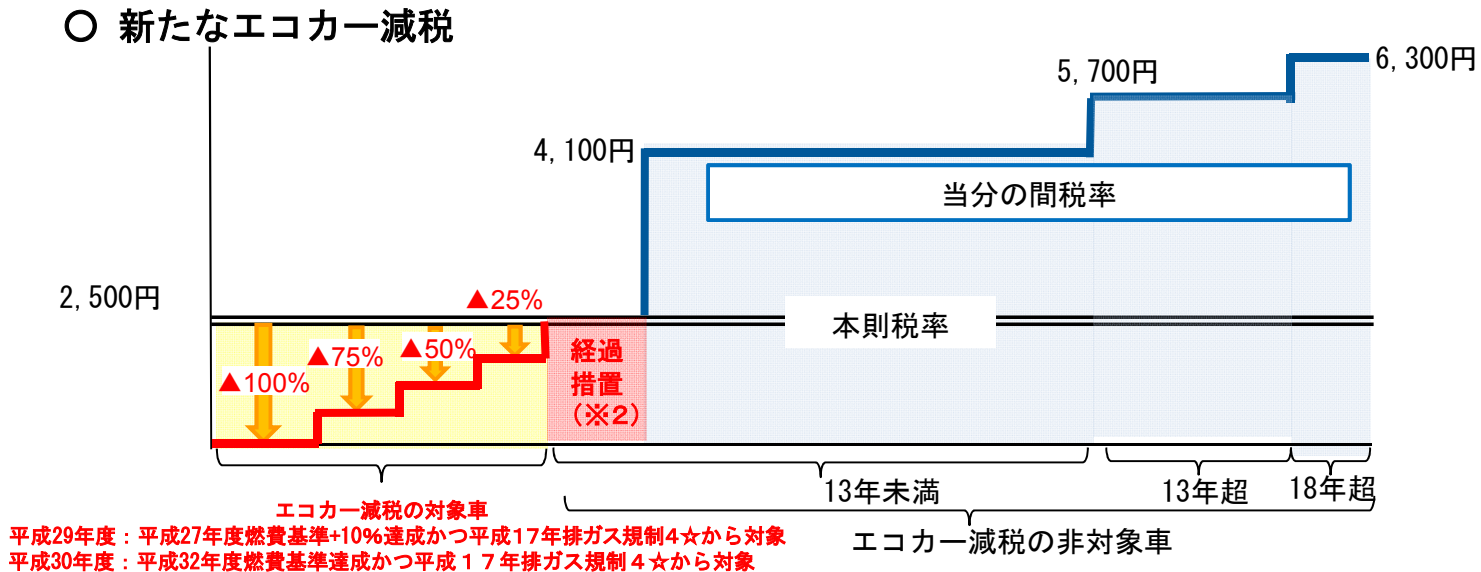 ○ 新たなエコカー減税
6,300円
5,700円
4,100円
当分の間税率
2,500円
▲25%
本則税率
▲50%
▲75%
▲100%
経過
措置
(※2)
13年未満
13年超
18年超
エコカー減税の対象車
平成29年度：平成27年度燃費基準+10%達成かつ平成17年排ガス規制4☆から対象
エコカー減税の非対象車
平成30年度：平成32年度燃費基準達成かつ平成１７年排ガス規制４☆から対象